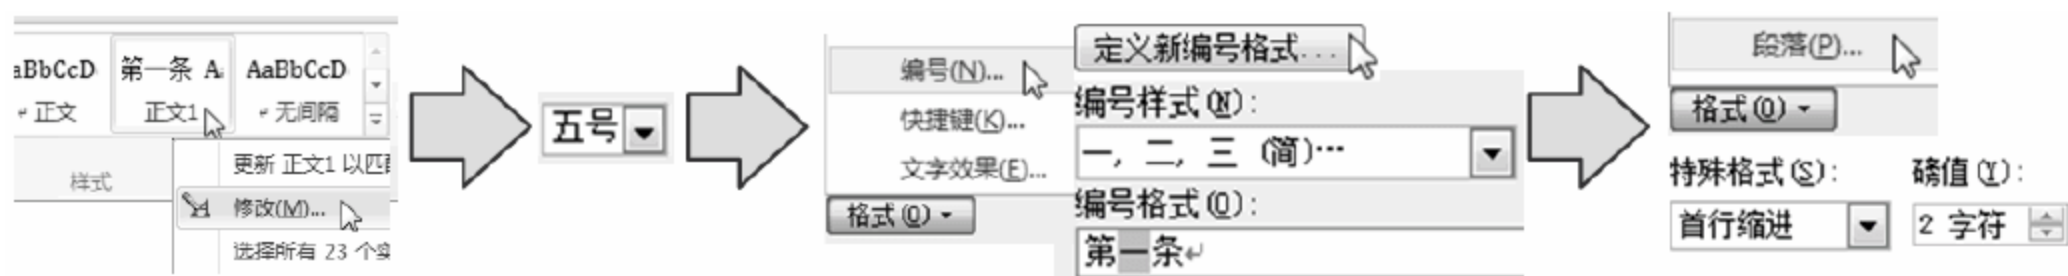 aBbCcD 第一条 A. AaBbCcD
↵ 正文 正文1 ↵ 无间隔
样式
更新 正文1 以匹
修改(M)...
选择所有 23 个
五号
编号(N)...
快捷键(K)...
文字效果(E)...
格式(O)
定义新编号格式...
编号样式(N):
一, 二, 三 (简)…
编号格式(O):
第一条↵
段落(P)...
格式(O)
特殊格式(S): 磅值(Y):
首行缩进 2 字符